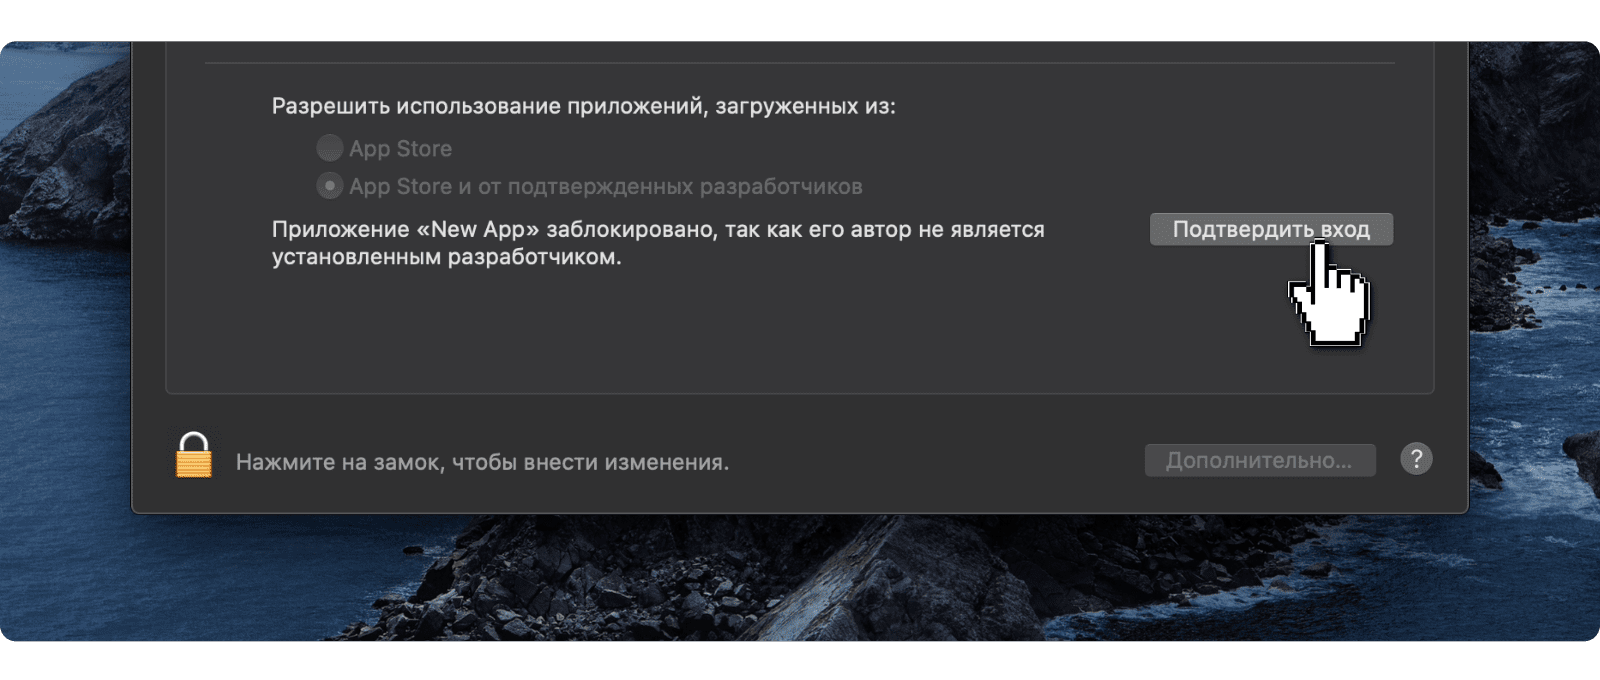 Разрешить использование приложений, загруженных из:
App Store
App Store и от подтвержденных разработчиков
Приложение «New App» заблокировано, так как его автор не является
установленным разработчиком.
Подтвердить вход
Нажмите на замок, чтобы внести изменения.
Дополнительно...
?